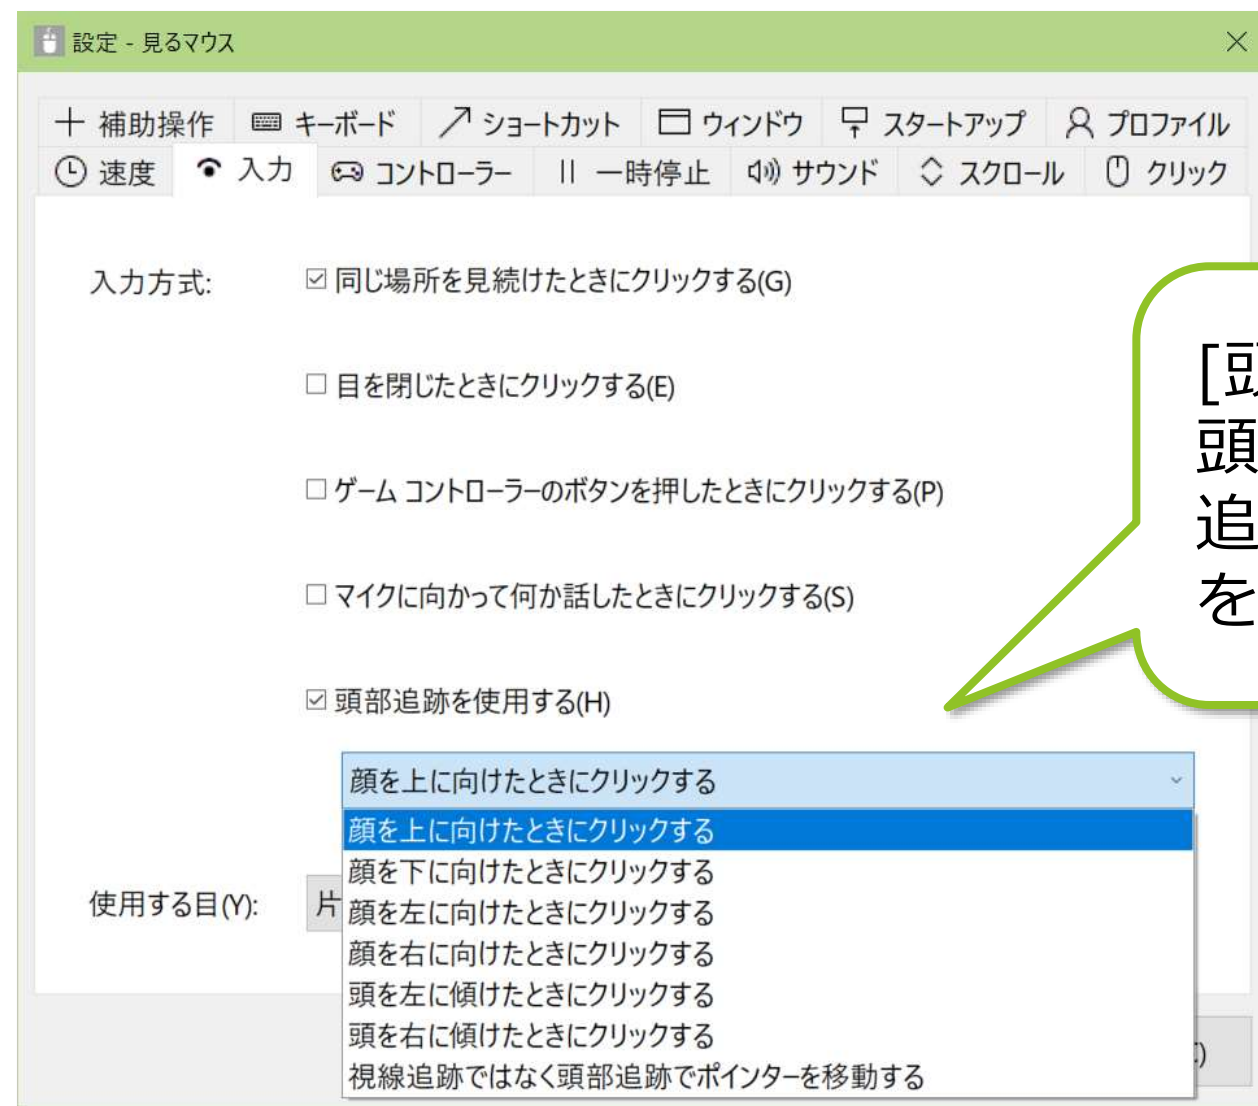 設定 - 見るマウス
補助操作 キーボード ショートカット ウィンドウ スタートアップ プロファイル
速度 入力 コントローラー 一時停止 サウンド スクロール クリック
入力方式: 同じ場所を見続けたときにクリックする(G)
目を閉じたときにクリックする(E)
ゲーム コントローラーのボタンを押したときにクリックする(P)
マイクに向かって何か話したときにクリックする(S)
頭部追跡を使用する(H)
顔を上に向けたときにクリックする
顔を上に向けたときにクリックする
顔を下に向けたときにクリックする
使用する目(Y): 片
顔を左に向けたときにクリックする
顔を右に向けたときにクリックする
頭を左に傾けたときにクリックする
頭を右に傾けたときにクリックする
視線追跡ではなく頭部追跡でポインターを移動する
[頭
頭
追
を